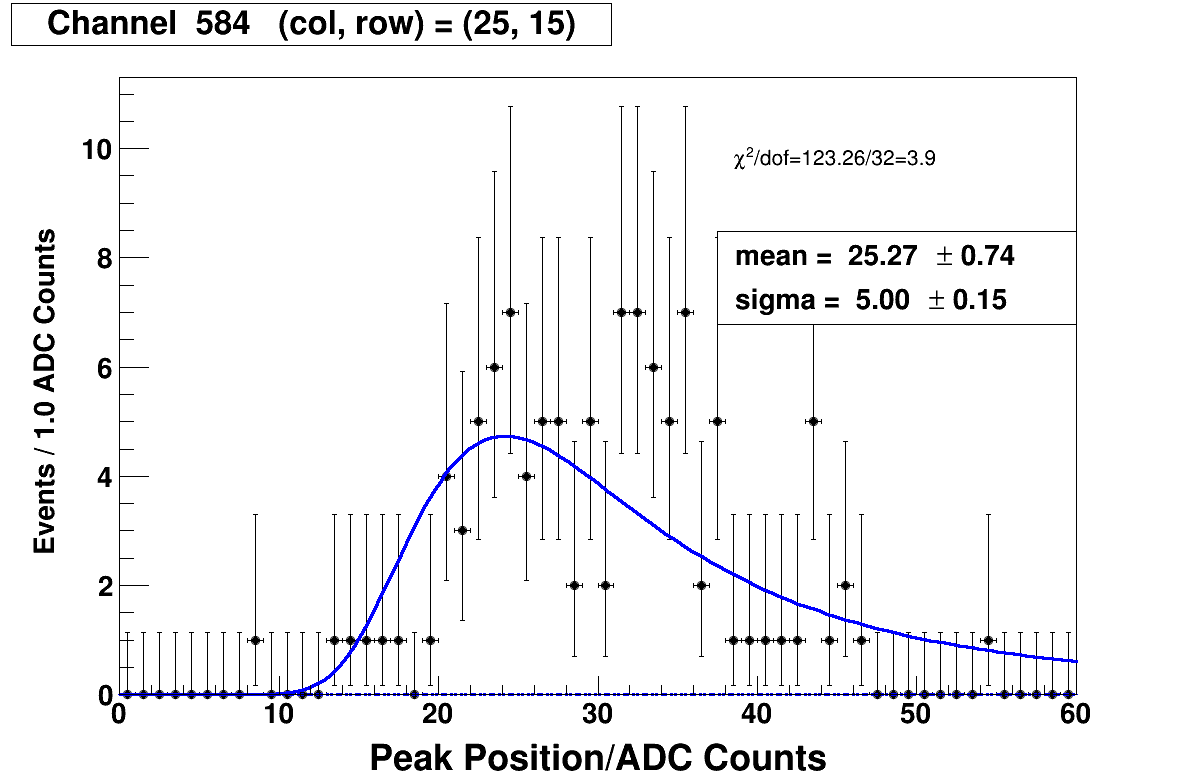 Channel 584 (col, row) = (25, 15)
χ²/dof=123.26/32=3.9
mean = 25.27 ± 0.74
sigma = 5.00 ± 0.15
Events / 1.0 ADC Counts
10
8
6
4
2
0
0 10 20 30 40 50 60
Peak Position/ADC Counts